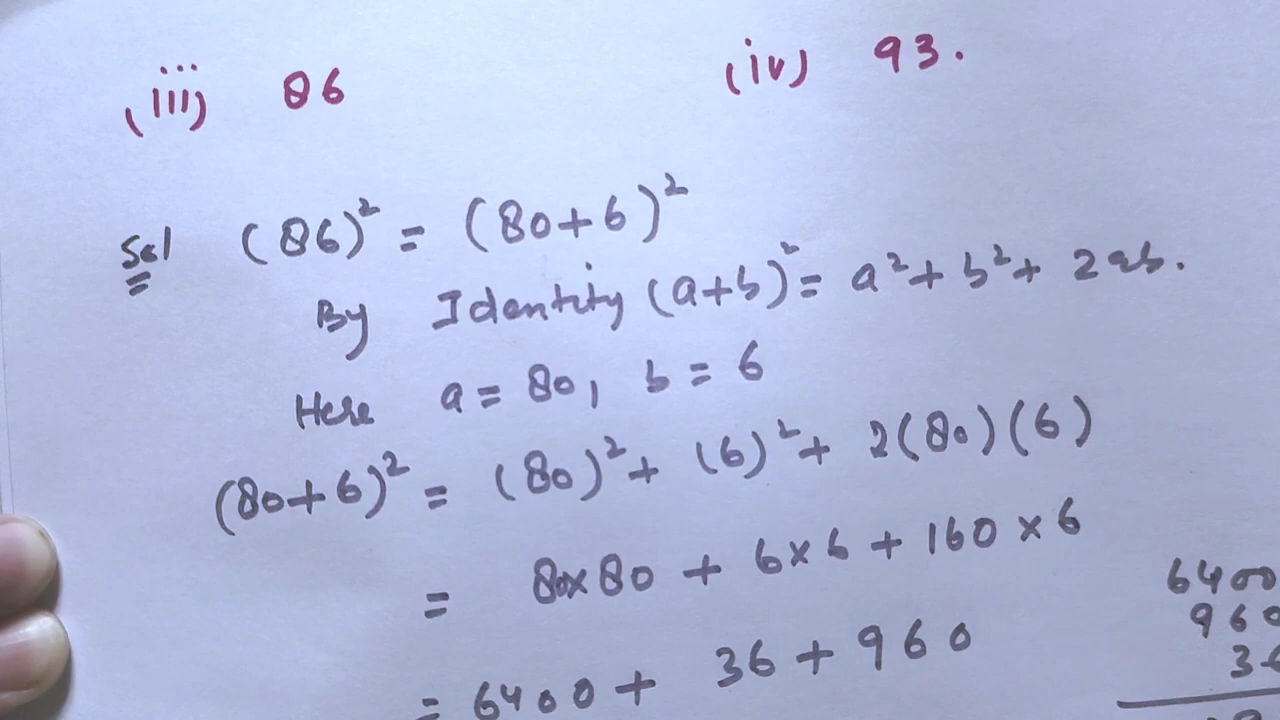 (iii) 86 (iv) 93.
Sol (86)² = (80+6)²
By Identity (a+b)² = a² + b² + 2ab.
Here a = 80, b = 6
(80+6)² = (80)² + (6)² + 2(80)(6)
= 80×80 + 6×6 + 160×6
= 6400 + 36 + 960
6400
960